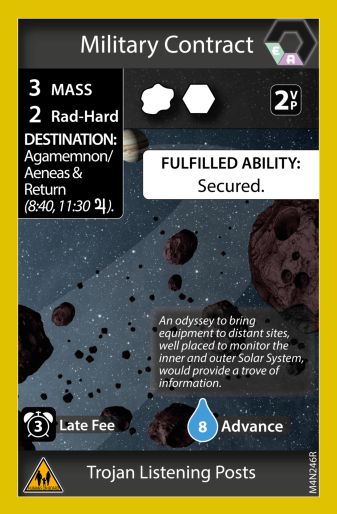 Military Contract
E A
3 MASS
2 Rad-Hard
2 VP
DESTINATION:
Agamemnon/
Aeneas &
Return
(8:40, 11:30 ♃).
FULFILLED ABILITY:
Secured.
An odyssey to bring
equipment to distant sites,
well placed to monitor the
inner and outer Solar System,
would provide a trove of
information.
3 Late Fee
8 Advance
Trojan Listening Posts
M4N246R